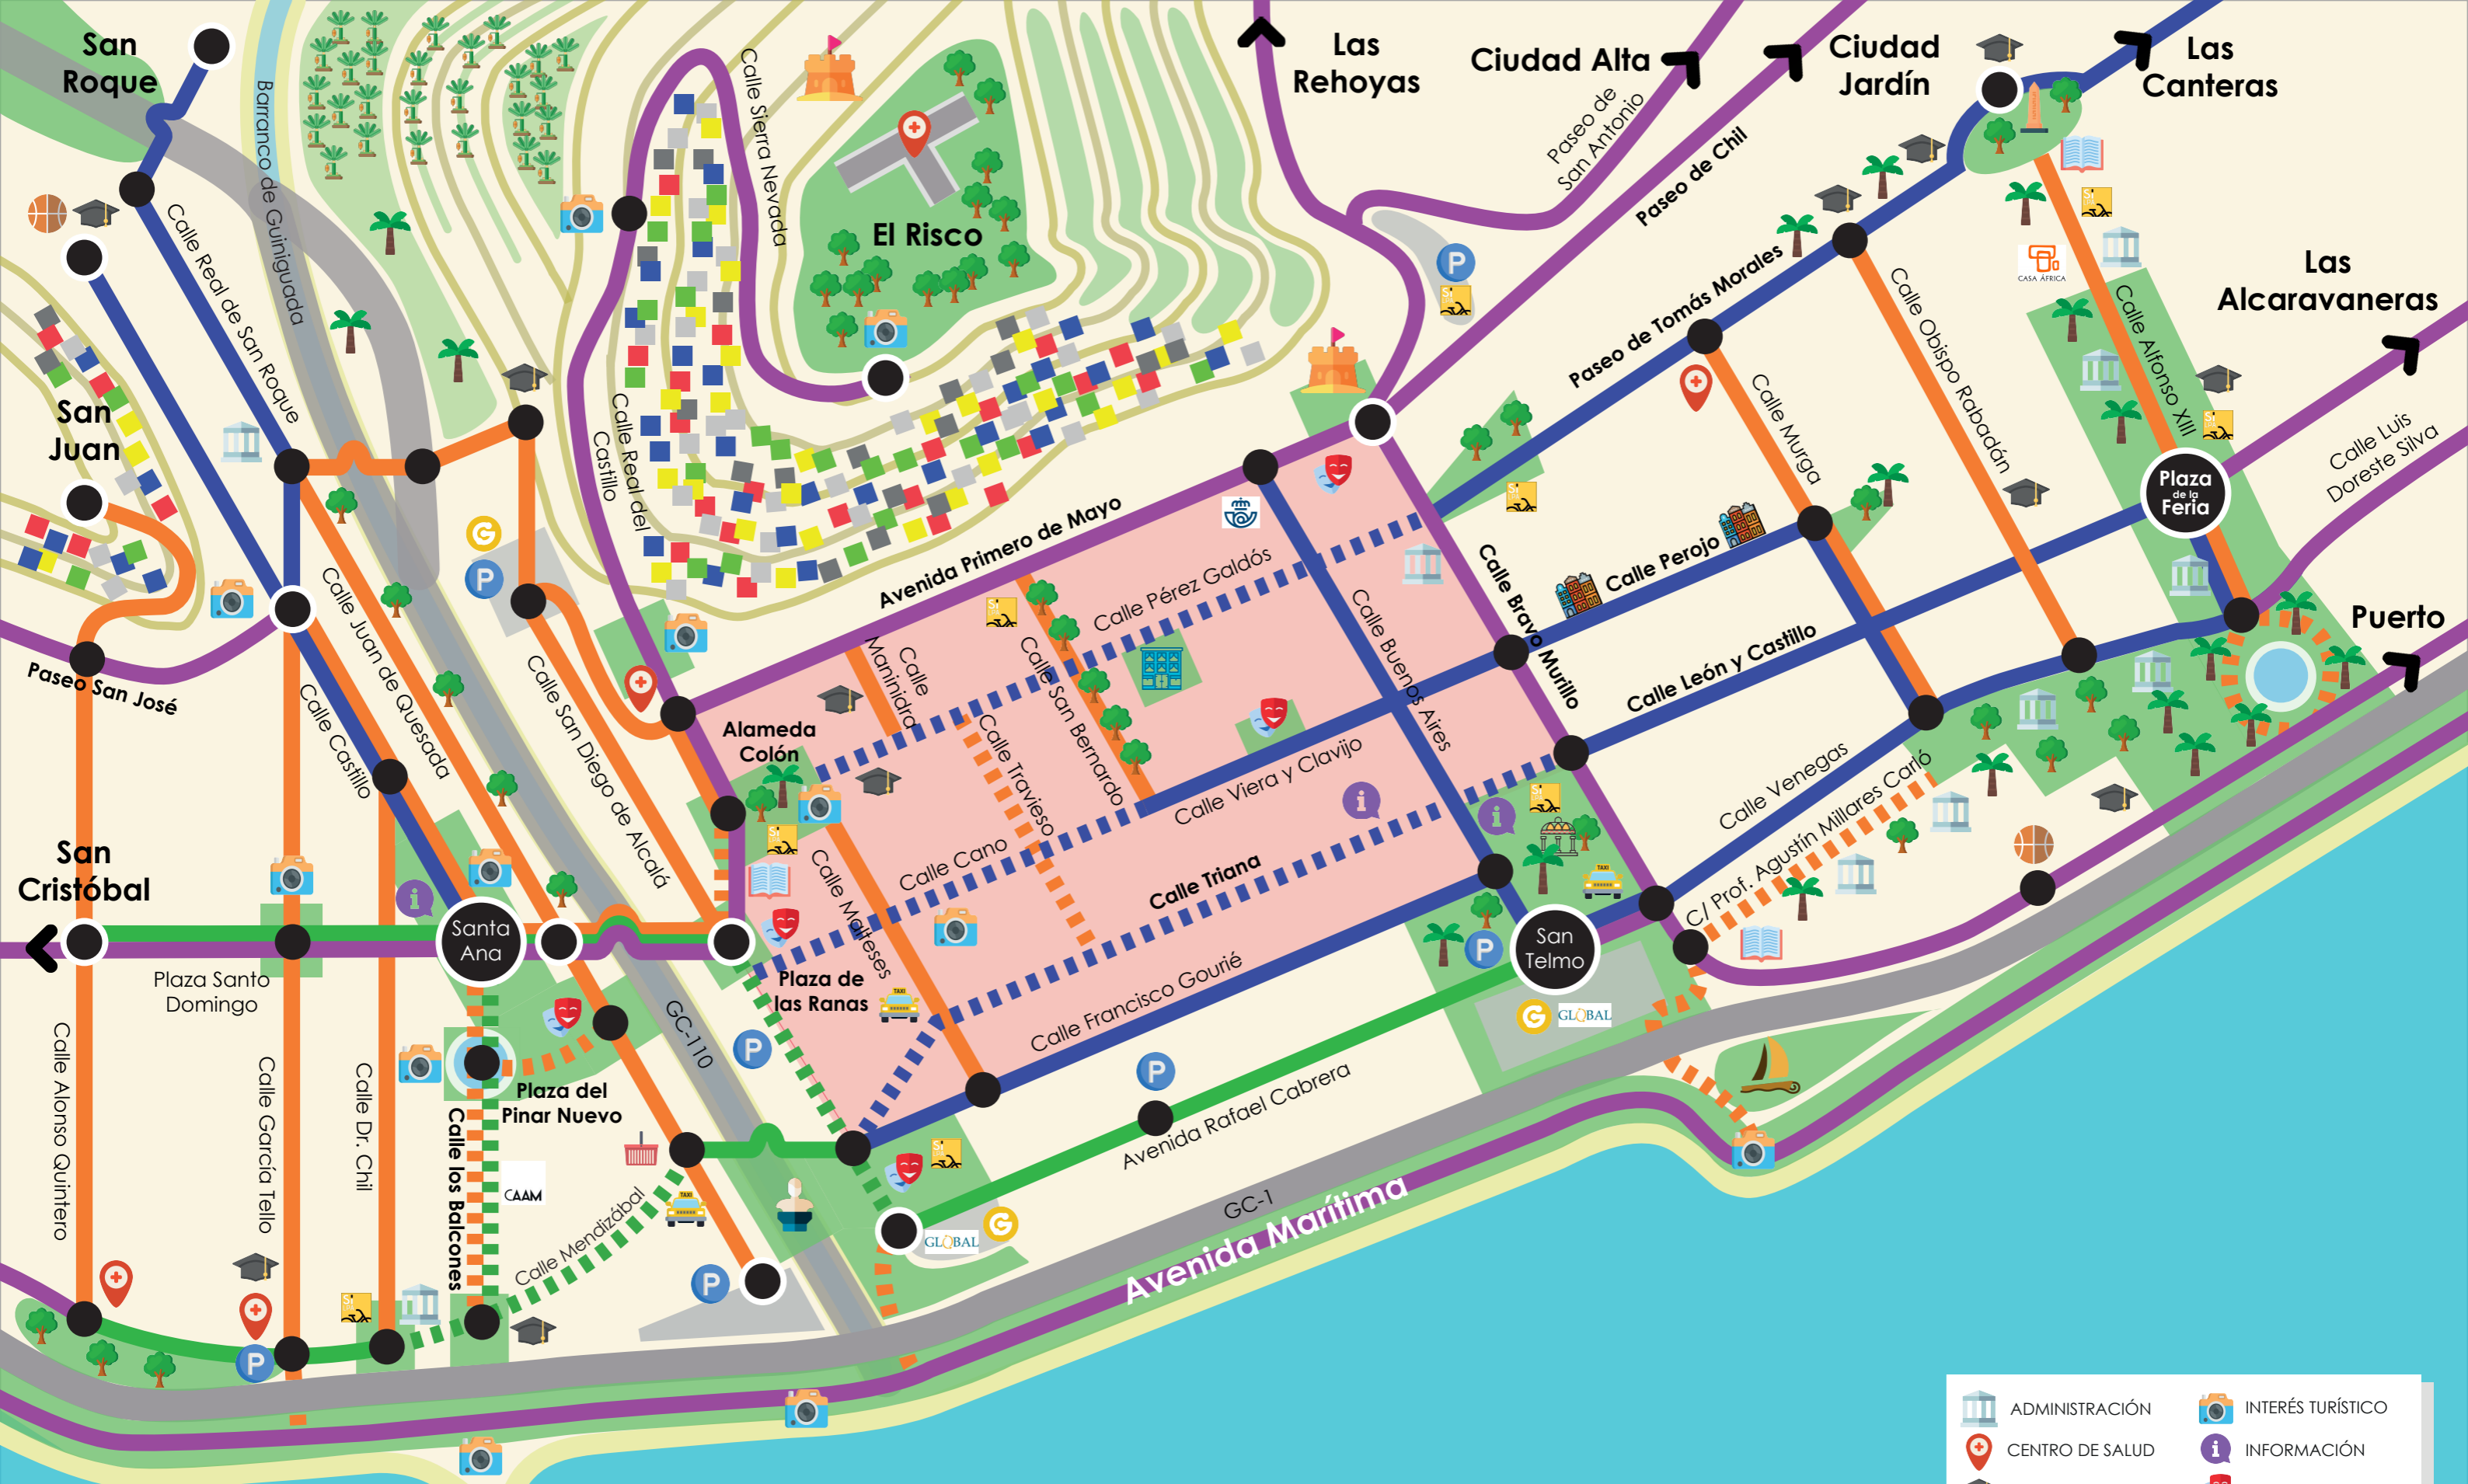 San
Roque
Barranco de Guiniguada
Calle Real de San Roque
Calle Sierra Nevada
El Risco
Las
Rehoyas
Ciudad Alta
Paseo de
San Antonio
Paseo de Chil
Ciudad
Jardín
Las
Canteras
CASA ÁFRICA
Las
Alcaravaneras
Paseo de Tomás Morales
Calle Obispo Rabadán
Calle Alfonso XIII
Calle Murga
Calle Luis
Doreste Silva
Plaza
de la
Feria
Puerto
San
Juan
Paseo San José
Calle Juan de Quesada
Calle Castillo
Calle Real del
Castillo
Calle San Diego de Alcalá
Avenida Primero de Mayo
Calle Pérez Galdós
Calle
Maninidra
Calle San Bernardo
Calle Travieso
Calle Buenos Aires
Calle Bravo Murillo
Calle Perojo
Calle León y Castillo
Calle Viera y Clavijo
Calle Venegas
C/ Prof. Agustín Millares Carló
Alameda
Colón
Calle Cano
Calle Malteses
Calle Triana
Calle Francisco Gourié
San
Cristóbal
Santa
Ana
Plaza Santo
Domingo
Plaza de
las Ranas
San
Telmo
GLOBAL
TAXI
TAXI
TAXI
GC-110
Calle Alonso Quintero
Calle García Tello
Calle Dr. Chil
Calle los Balcones
Plaza del
Pinar Nuevo
CAAM
Calle Mendizábal
Avenida Rafael Cabrera
GLOBAL
GC-1
Avenida Marítima
P
P
P
P
P
P
P
G
G
G
ADMINISTRACIÓN
INTERÉS TURÍSTICO
CENTRO DE SALUD
INFORMACIÓN